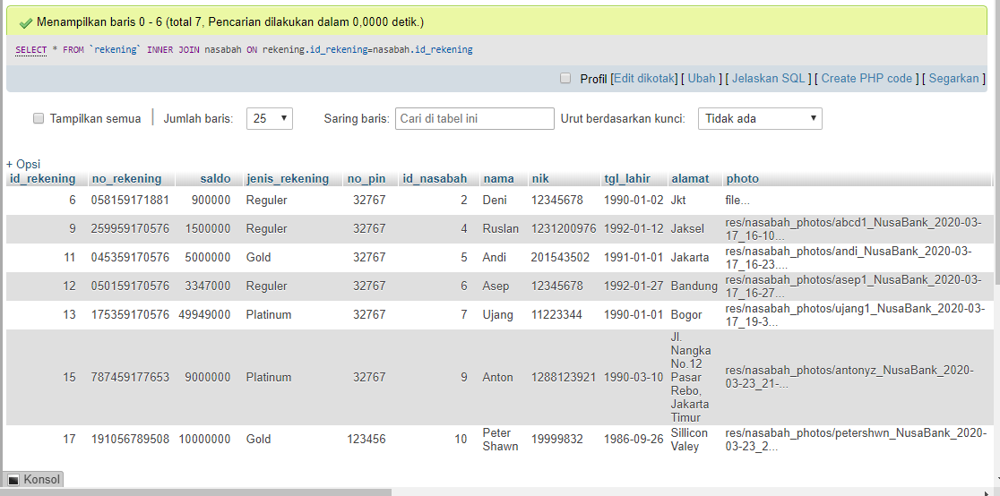 Menampilkan baris 0 - 6 (total 7, Pencarian dilakukan dalam 0,0000 detik.)
SELECT * FROM `rekening` INNER JOIN nasabah ON rekening.id_rekening=nasabah.id_rekening
Profil [Edit dikotak] [ Ubah ] [ Jelaskan SQL ] [ Create PHP code ] [ Segarkan ]
Tampilkan semua | Jumlah baris: 25 Saring baris: Cari di tabel ini Urut berdasarkan kunci: Tidak ada
+ Opsi
id_rekening no_rekening saldo jenis_rekening no_pin id_nasabah nama nik tgl_lahir alamat photo
6 058159171881 900000 Reguler 32767 2 Deni 12345678 1990-01-02 Jkt file...
9 259959170576 1500000 Reguler 32767 4 Ruslan 1231200976 1992-01-12 Jaksel res/nasabah_photos/abcd1_NusaBank_2020-03-
17_16-10...
11 045359170576 5000000 Gold 32767 5 Andi 201543502 1991-01-01 Jakarta res/nasabah_photos/andi_NusaBank_2020-03-
17_16-23....
12 050159170576 3347000 Reguler 32767 6 Asep 12345678 1992-01-27 Bandung res/nasabah_photos/asep1_NusaBank_2020-03-
17_16-27...
13 175359170576 49949000 Platinum 32767 7 Ujang 11223344 1990-01-01 Bogor res/nasabah_photos/ujang1_NusaBank_2020-03-
17_19-3...
15 787459177653 9000000 Platinum 32767 9 Anton 1288123921 1990-03-10 Jl.
Nangka
No.12
Pasar
Rebo,
Jakarta
Timur
res/nasabah_photos/antonyz_NusaBank_2020-
03-23_21-...
17 191056789508 10000000 Gold 123456 10 Peter
Shawn
19999832 1986-09-26 Sillicon
Valey
res/nasabah_photos/petershwn_NusaBank_2020-
03-23_2...
Konsol